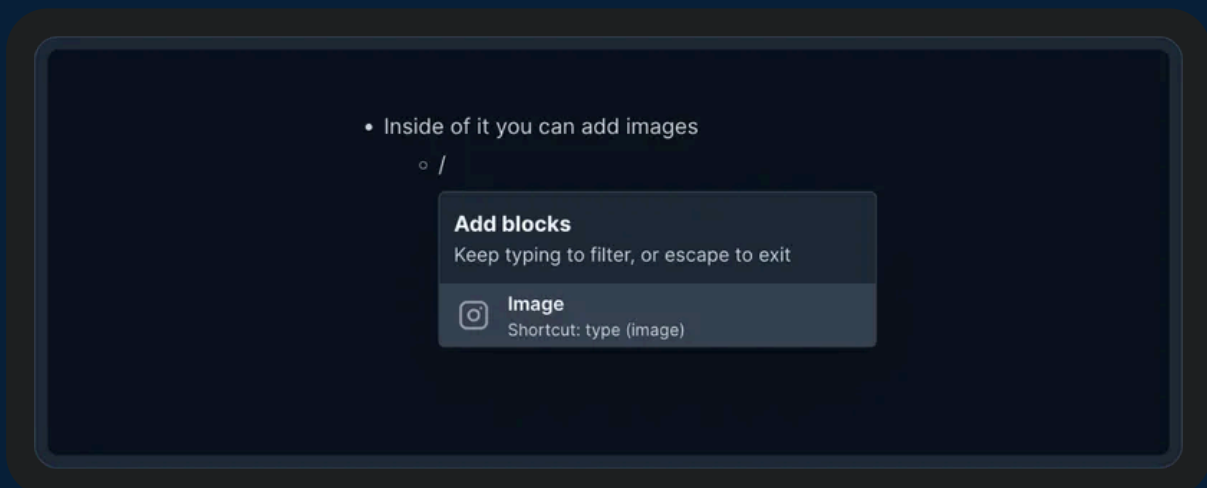 • Inside of it you can add images
◦ /
Add blocks
Keep typing to filter, or escape to exit
Image
Shortcut: type (image)